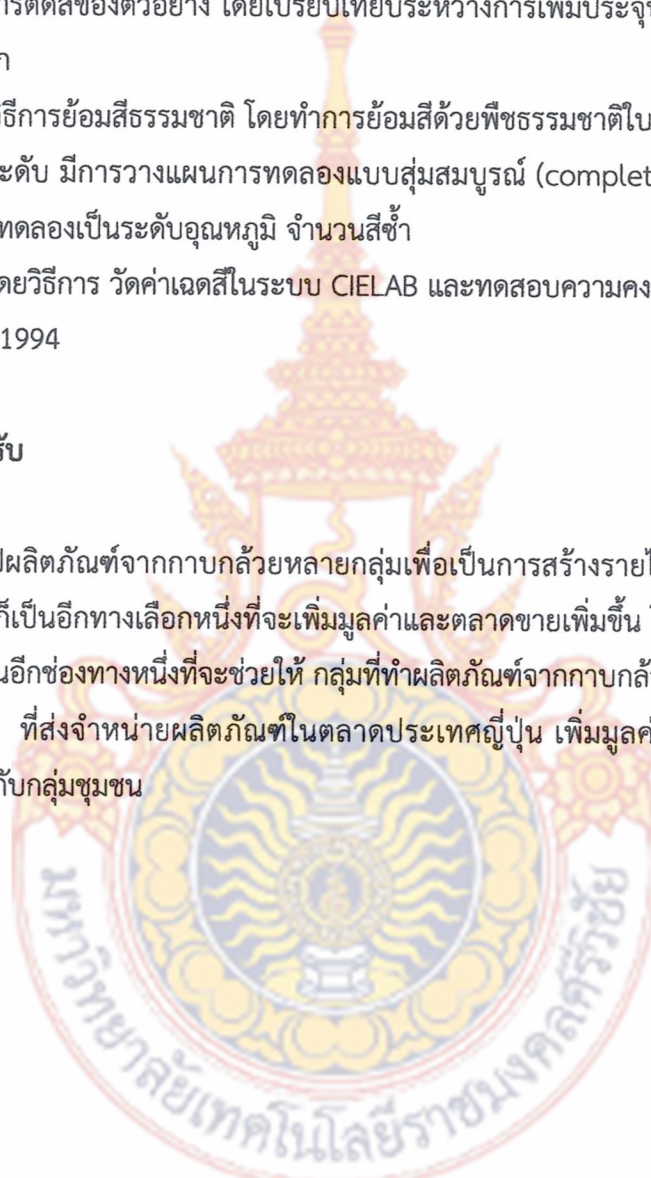 ารติดสีของตัวอย่าง โดยเปรียบเทียบระหว่างการเพิ่มประจุบ
ก
วิธีการย้อมสีธรรมชาติ โดยทำการย้อมสีด้วยพืชธรรมชาติใบ
ะดับ มีการวางแผนการทดลองแบบสุ่มสมบูรณ์ (complet
ทดลองเป็นระดับอุณหภูมิ จำนวนสีซ้ำ
ดยวิธีการ วัดค่าเฉดสีในระบบ CIELAB และทดสอบความคง
1994
รับ
ปผลิตภัณฑ์จากกาบกล้วยหลายกลุ่มเพื่อเป็นการสร้างรายไ
ก็เป็นอีกทางเลือกหนึ่งที่จะเพิ่มมูลค่าและตลาดขายเพิ่มขึ้น
นอีกช่องทางหนึ่งที่จะช่วยให้ กลุ่มที่ทำผลิตภัณฑ์จากกาบกล้
ที่ส่งจำหน่ายผลิตภัณฑ์ในตลาดประเทศญี่ปุ่น เพิ่มมูลค
กับกลุ่มชุมชน
มหาวิทยาลัยเทคโนโลยีราชมงคลศรีวิชัย